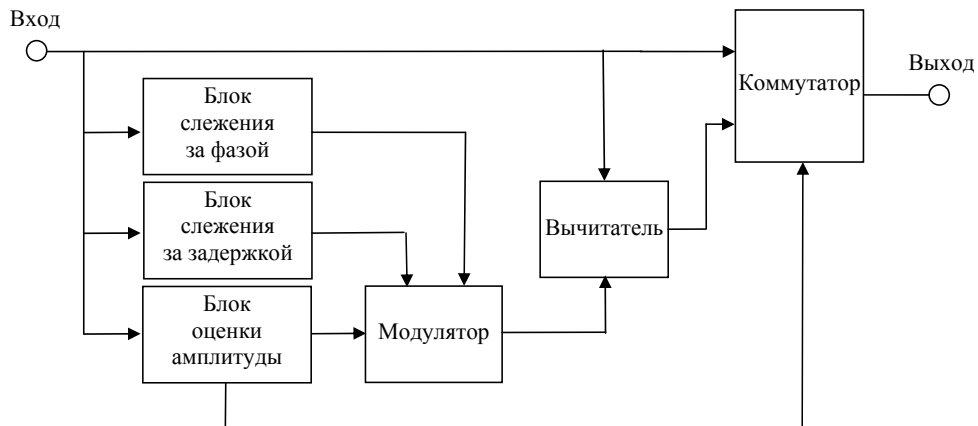 Вход
Выход
Коммутатор
Блок
слежения
за фазой
Блок
слежения
за задержкой
Вычитатель
Блок
оценки
амплитуды
Модулятор